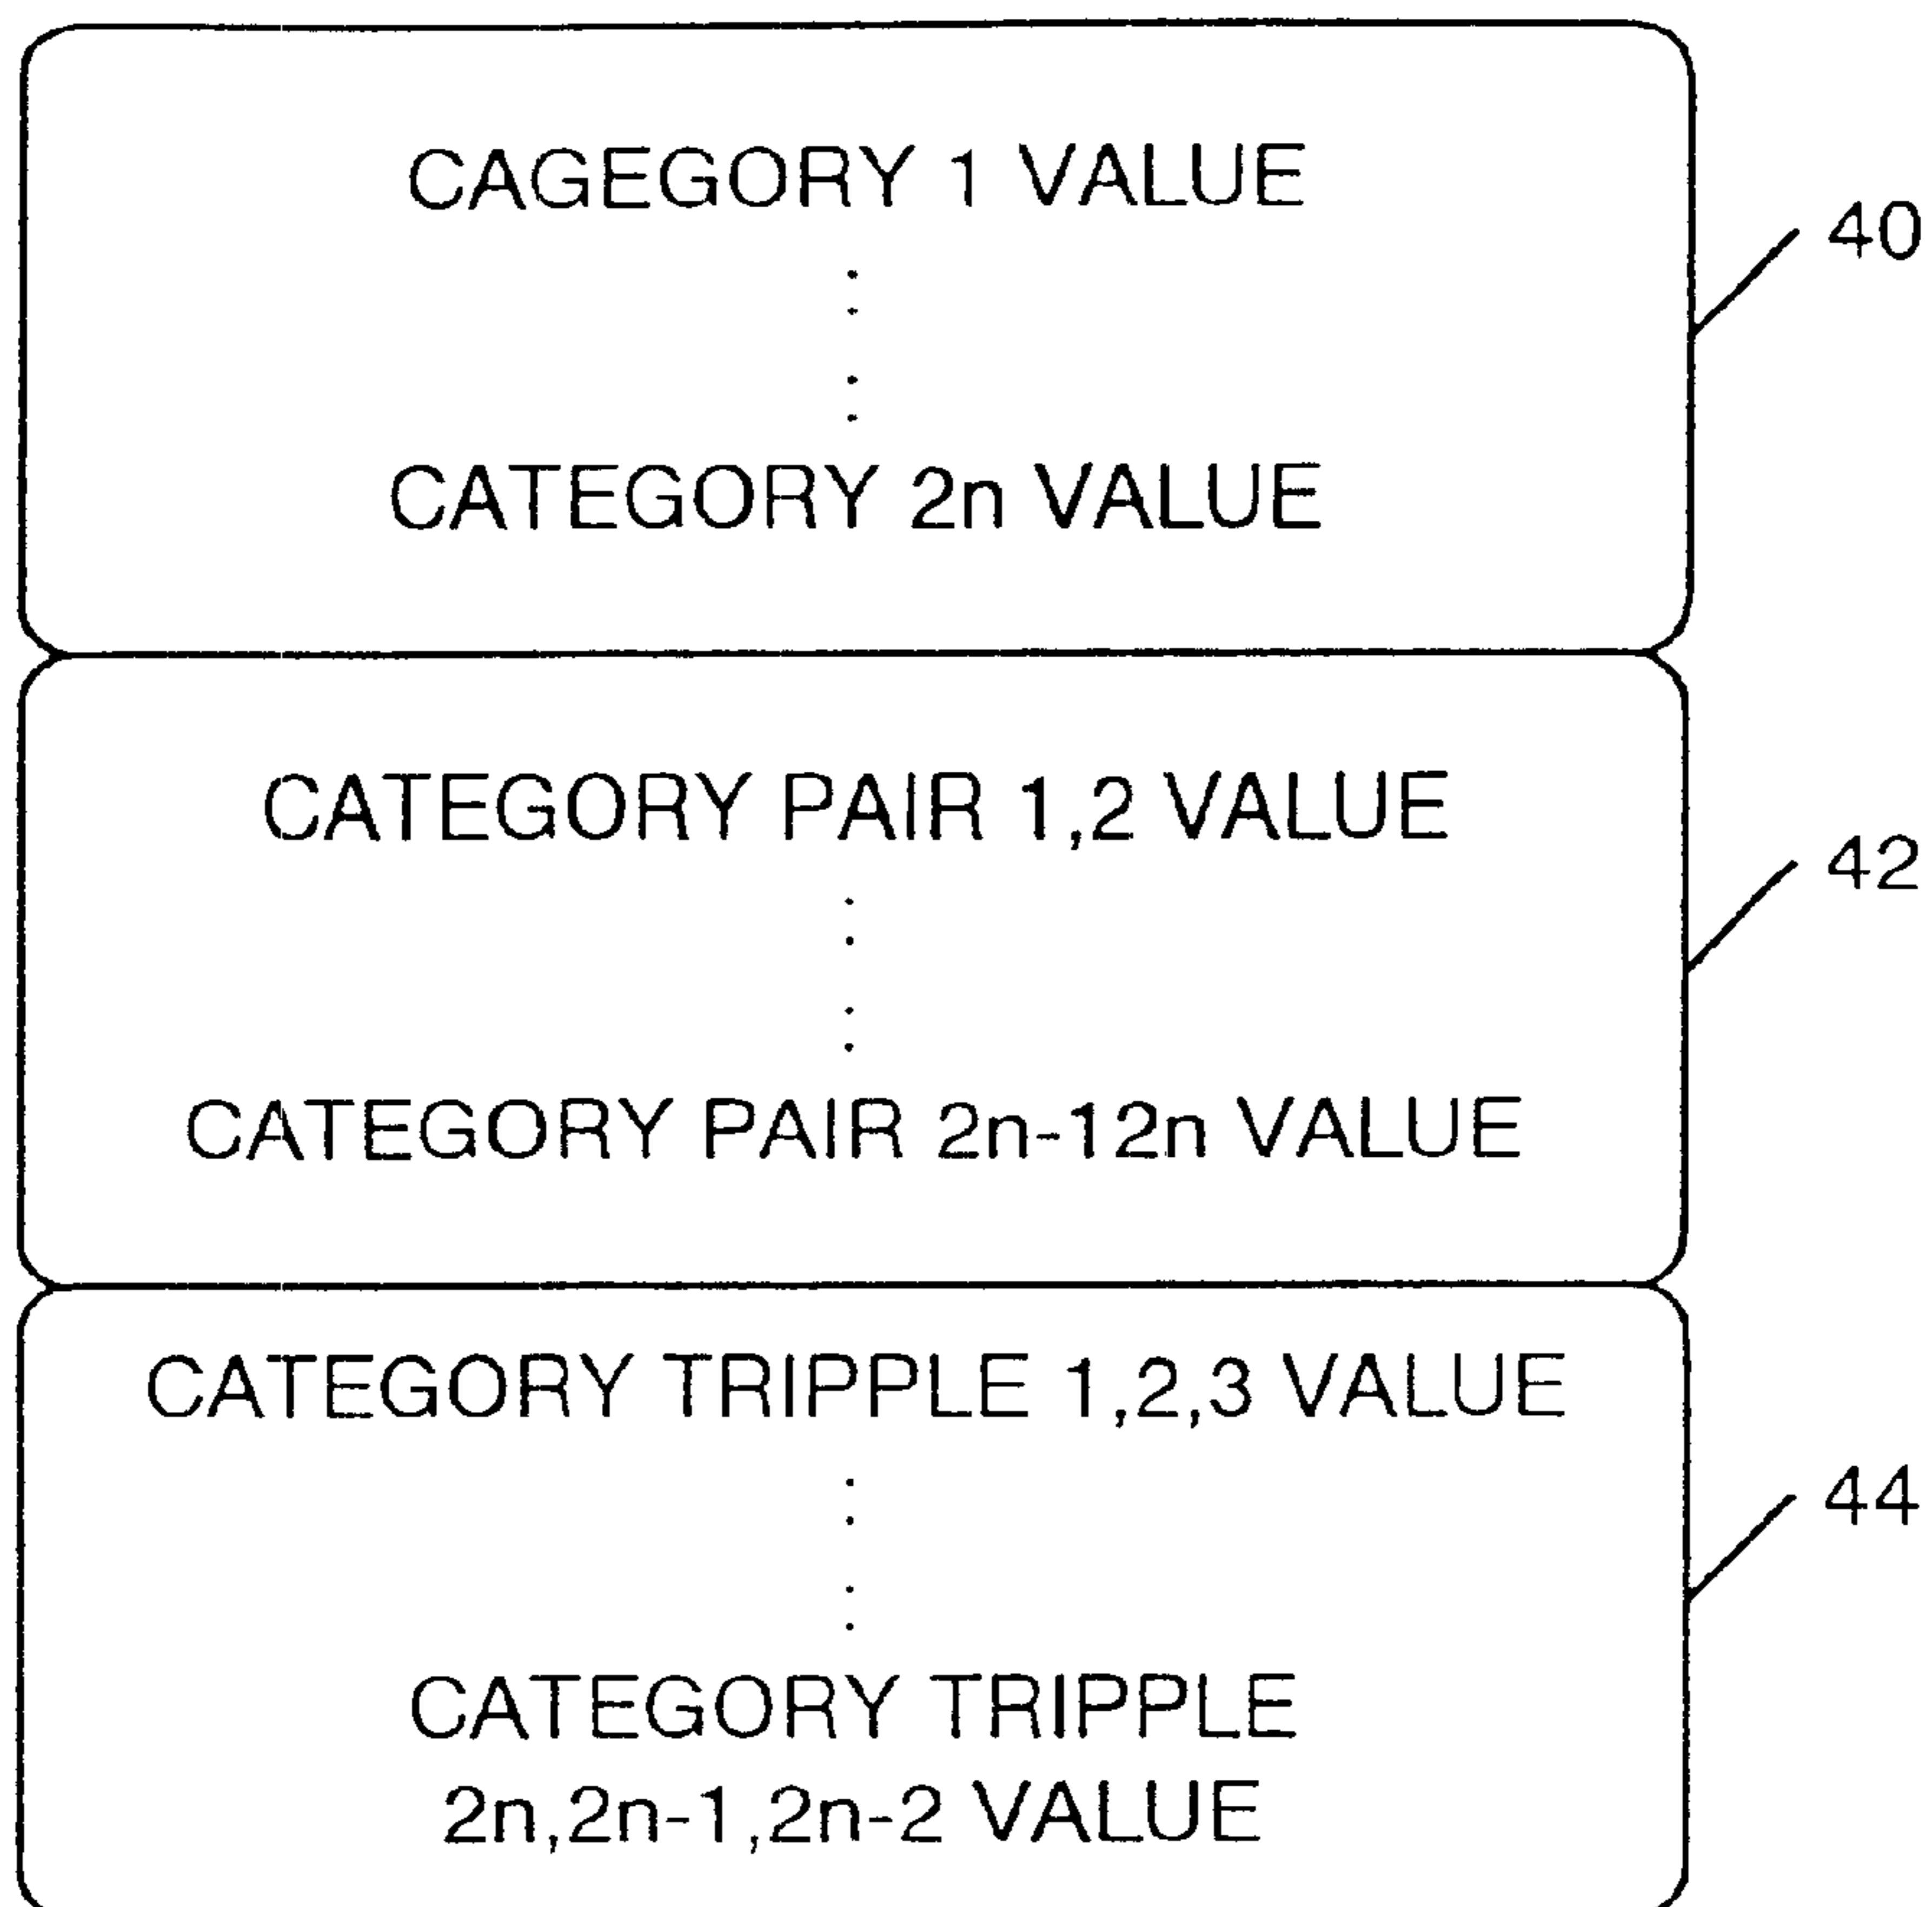 CAGEGORY 1 VALUE
40
CATEGORY 2n VALUE
CATEGORY PAIR 1,2 VALUE
42
CATEGORY PAIR 2n-12n VALUE
CATEGORY TRIPPLE 1,2,3 VALUE
44
CATEGORY TRIPPLE
2n,2n-1,2n-2 VALUE